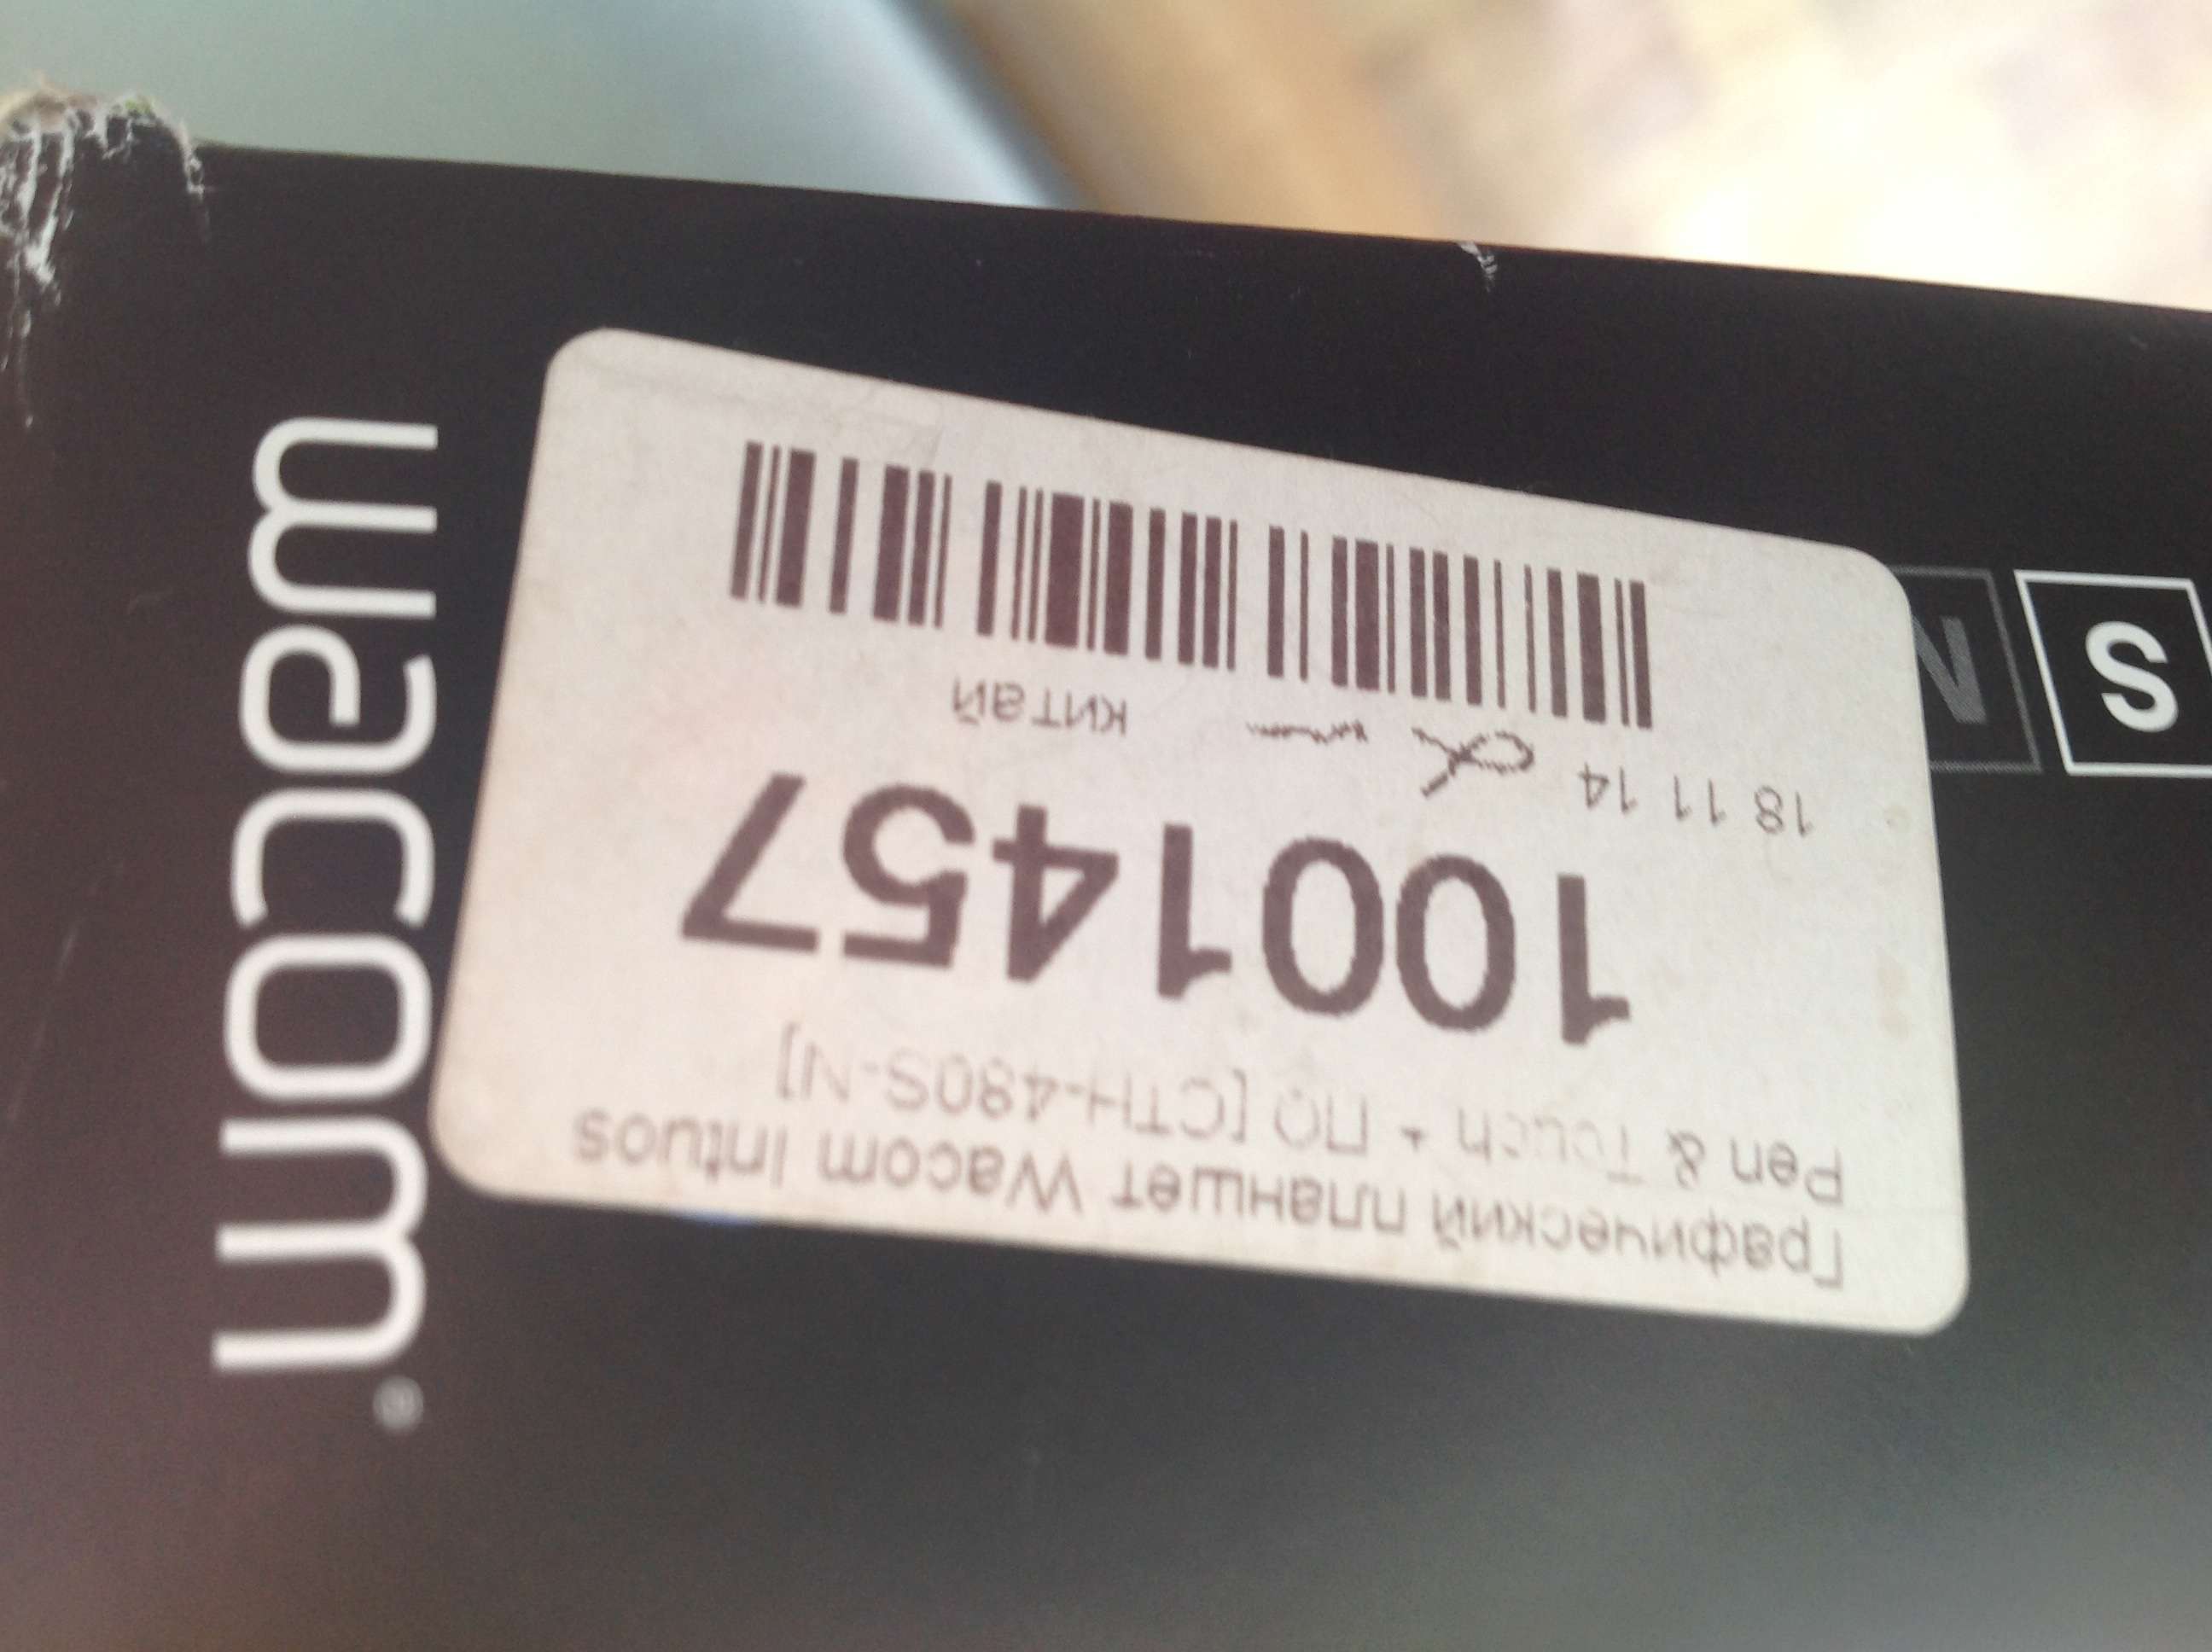 wacom®
Графический планшет Wacom Intuos
Pen & Touch + ПО [CTH-480S-N]
1001457
18 11 14
китай
S